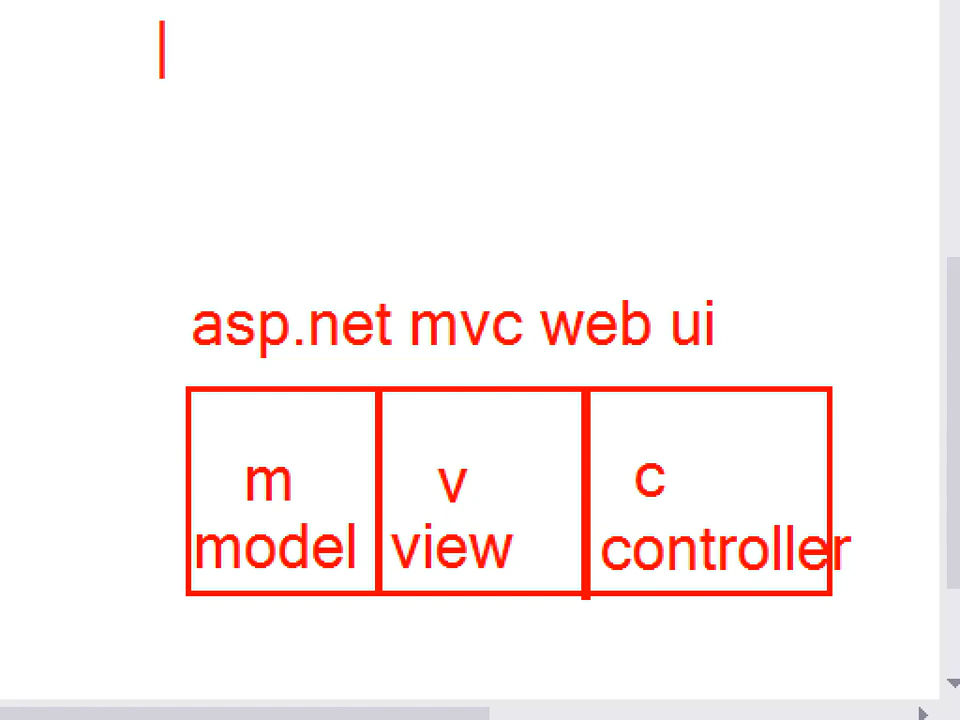 asp.net mvc web ui
m v c
model view controller